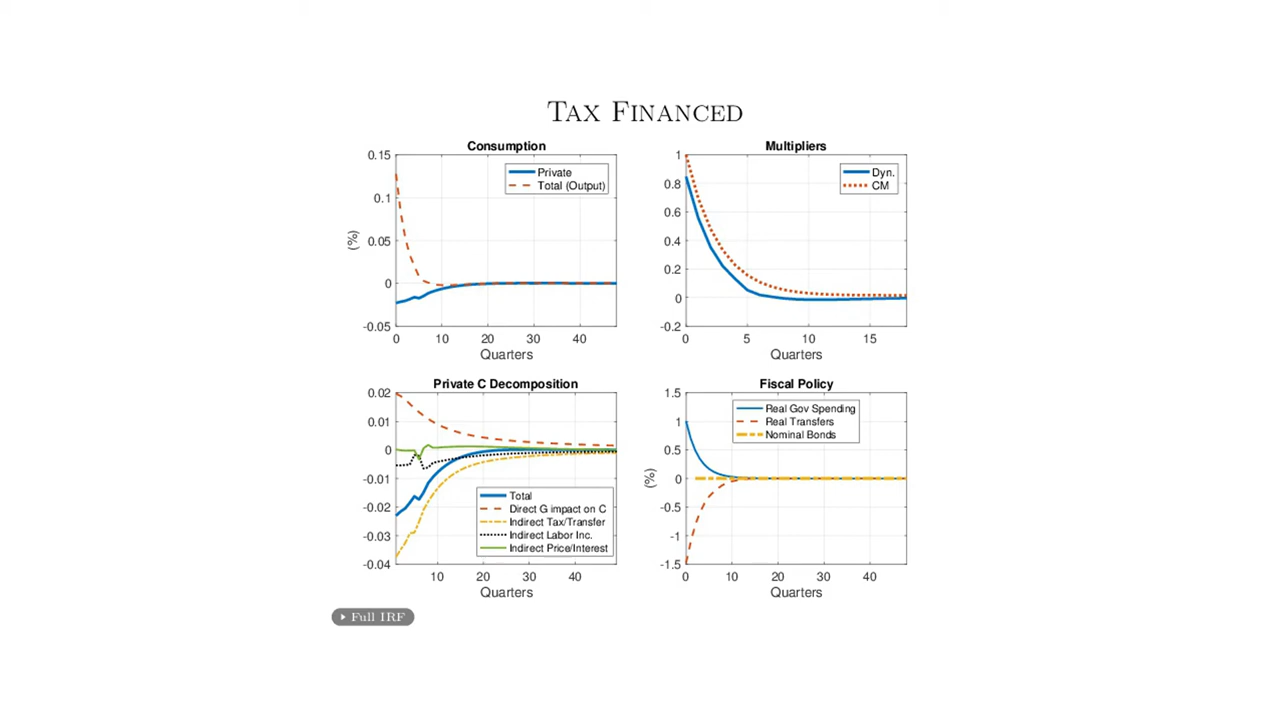 TAX FINANCED
Consumption
0.15
0.1
0.05
0
-0.05
(%)
Private
Total (Output)
0 10 20 30 40
Quarters
Multipliers
1
0.8
0.6
0.4
0.2
0
-0.2
Dyn.
CM
0 5 10 15
Quarters
Private C Decomposition
0.02
0.01
0
-0.01
-0.02
-0.03
-0.04
Total
Direct G impact on C
Indirect Tax/Transfer
Indirect Labor Inc.
Indirect Price/Interest
10 20 30 40
Quarters
Fiscal Policy
1.5
1
0.5
0
-0.5
-1
-1.5
(%)
Real Gov Spending
Real Transfers
Nominal Bonds
0 10 20 30 40
Quarters
Full IRF